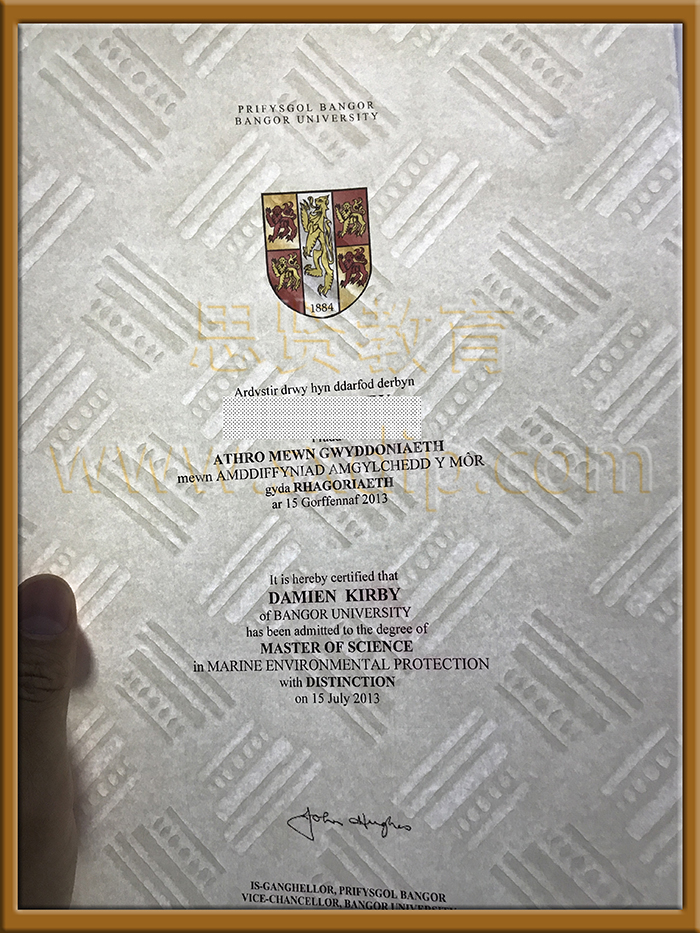 PRIFYSGOL BANGOR
BANGOR UNIVERSITY
1884
思贤教育
Ardystir drwy hyn ddarfod derbyn
ATHRO MEWN GWYDDONIAETH
mewn AMDDIFFYNIAD AMGYLCHEDD Y MÔR
gyda RHAGORIAETH
ar 15 Gorffennaf 2013
It is hereby certified that
DAMIEN KIRBY
of BANGOR UNIVERSITY
has been admitted to the degree of
MASTER OF SCIENCE
in MARINE ENVIRONMENTAL PROTECTION
with DISTINCTION
on 15 July 2013
John Hughes
IS-GANGHELLOR, PRIFYSGOL BANGOR
VICE-CHANCELLOR, BANGOR UNIVERSITY